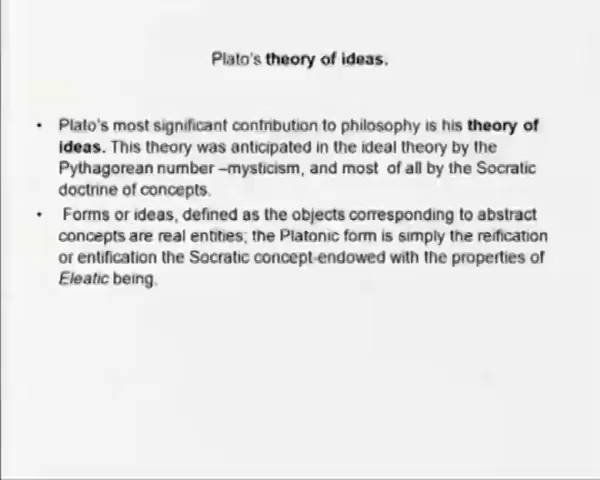 Plato's theory of ideas.
• Plato's most significant contribution to philosophy is his theory of
ideas. This theory was anticipated in the ideal theory by the
Pythagorean number –mysticism, and most of all by the Socratic
doctrine of concepts.
• Forms or ideas, defined as the objects corresponding to abstract
concepts are real entities; the Platonic form is simply the reification
or entification the Socratic concept-endowed with the properties of
Eleatic being.